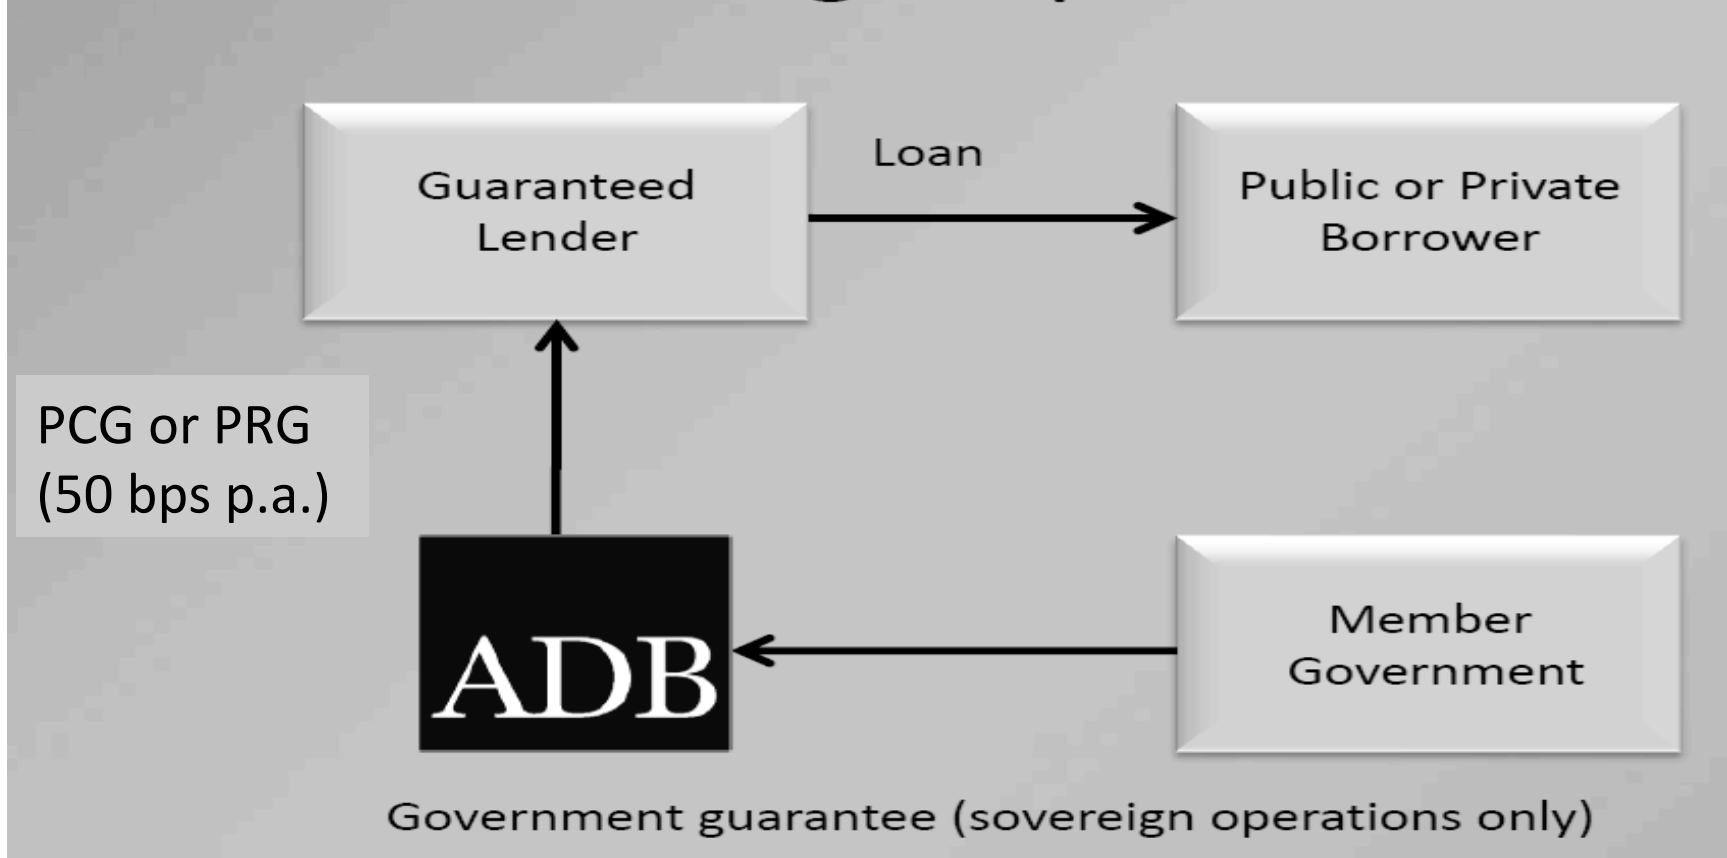 Guaranteed
Lender
Loan
Public or Private
Borrower
PCG or PRG
(50 bps p.a.)
ADB
Member
Government
Government guarantee (sovereign operations only)